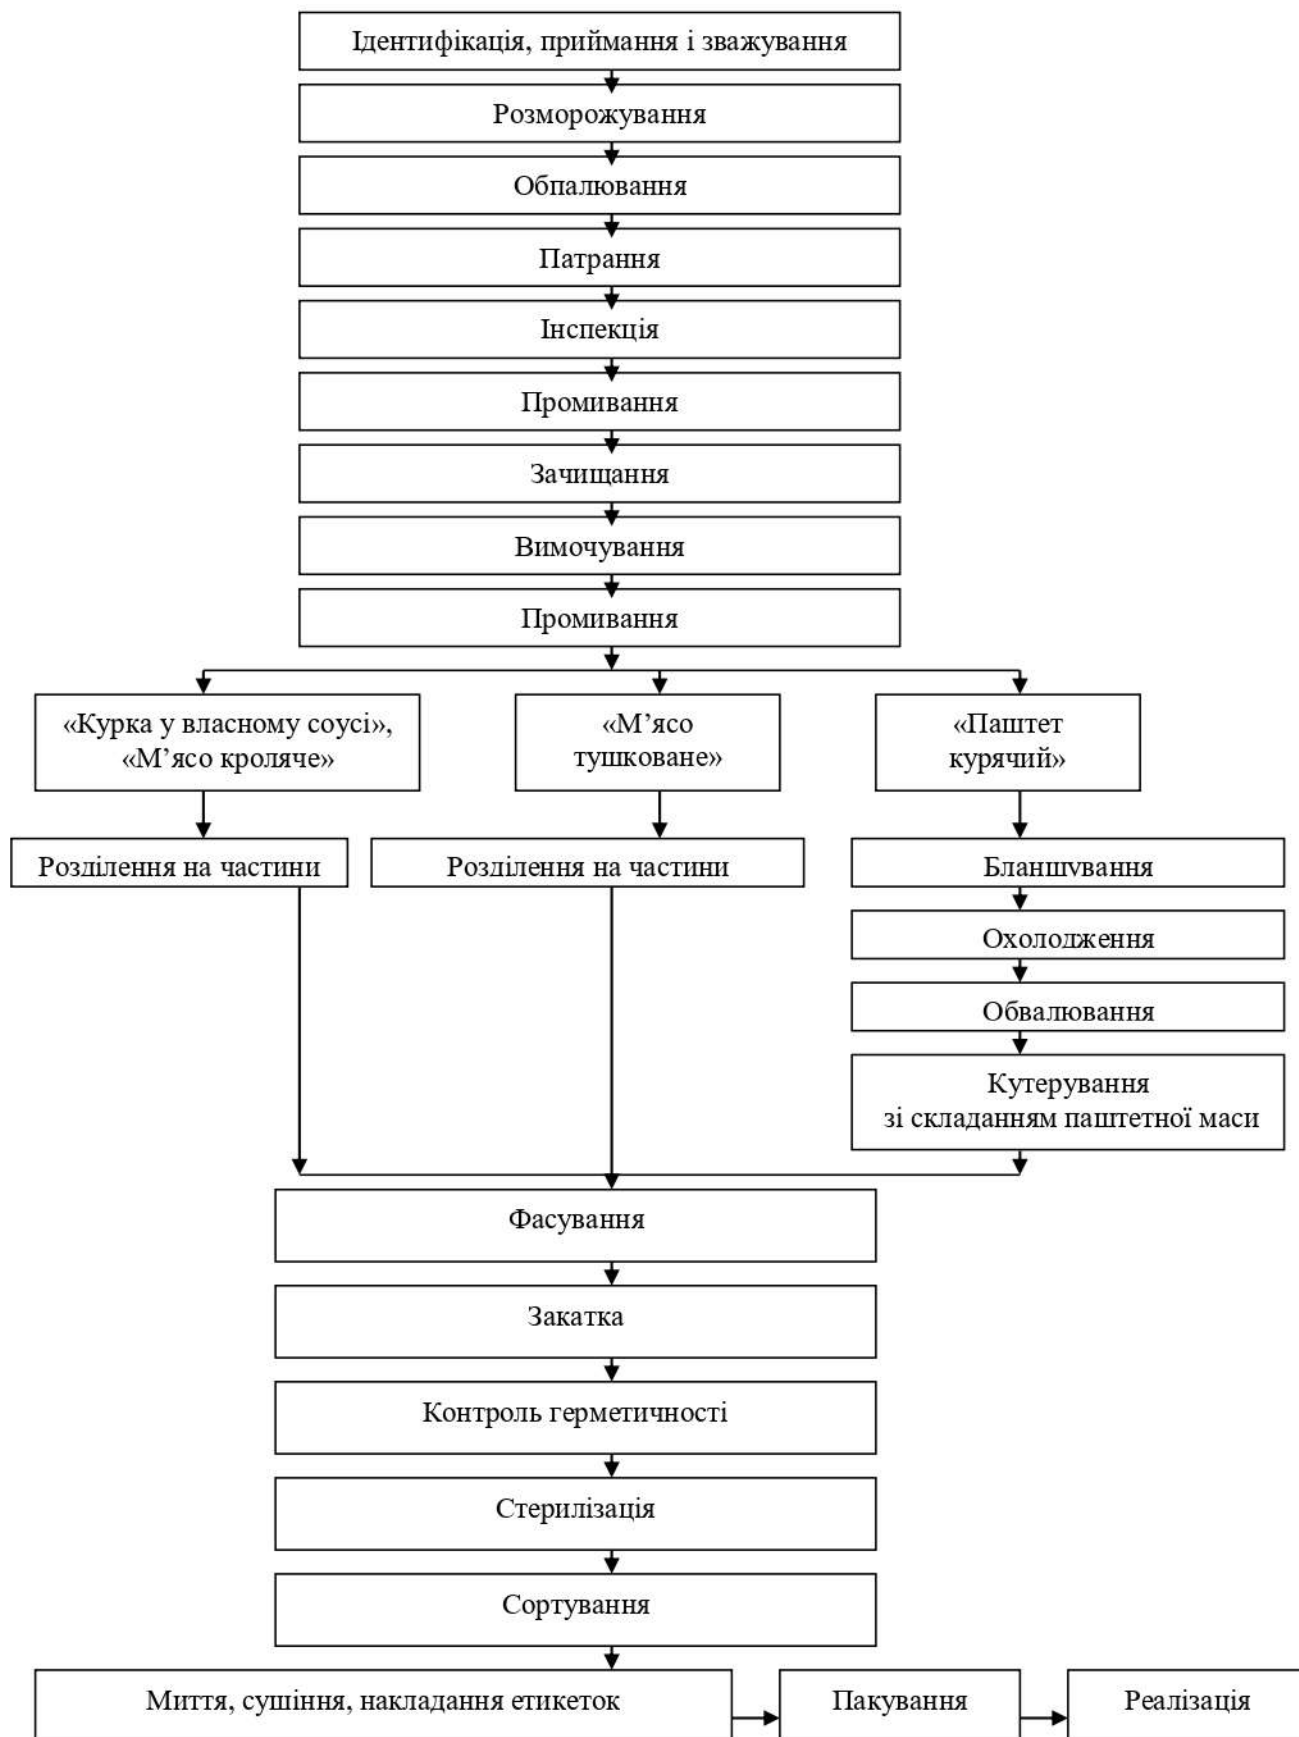 Ідентифікація, приймання і зважування
Розморожування
Обпалювання
Патрання
Інспекція
Промивання
Зачищання
Вимочування
Промивання
«Курка у власному соусі»,
«М’ясо кроляче»
«М’ясо
тушковане»
«Паштет
курячий»
Розділення на частини
Розділення на частини
Бланшування
Охолодження
Обвалювання
Кутерування
зі складанням паштетної маси
Фасування
Закатка
Контроль герметичності
Стерилізація
Сортування
Миття, сушіння, накладання етикеток
Пакування
Реалізація